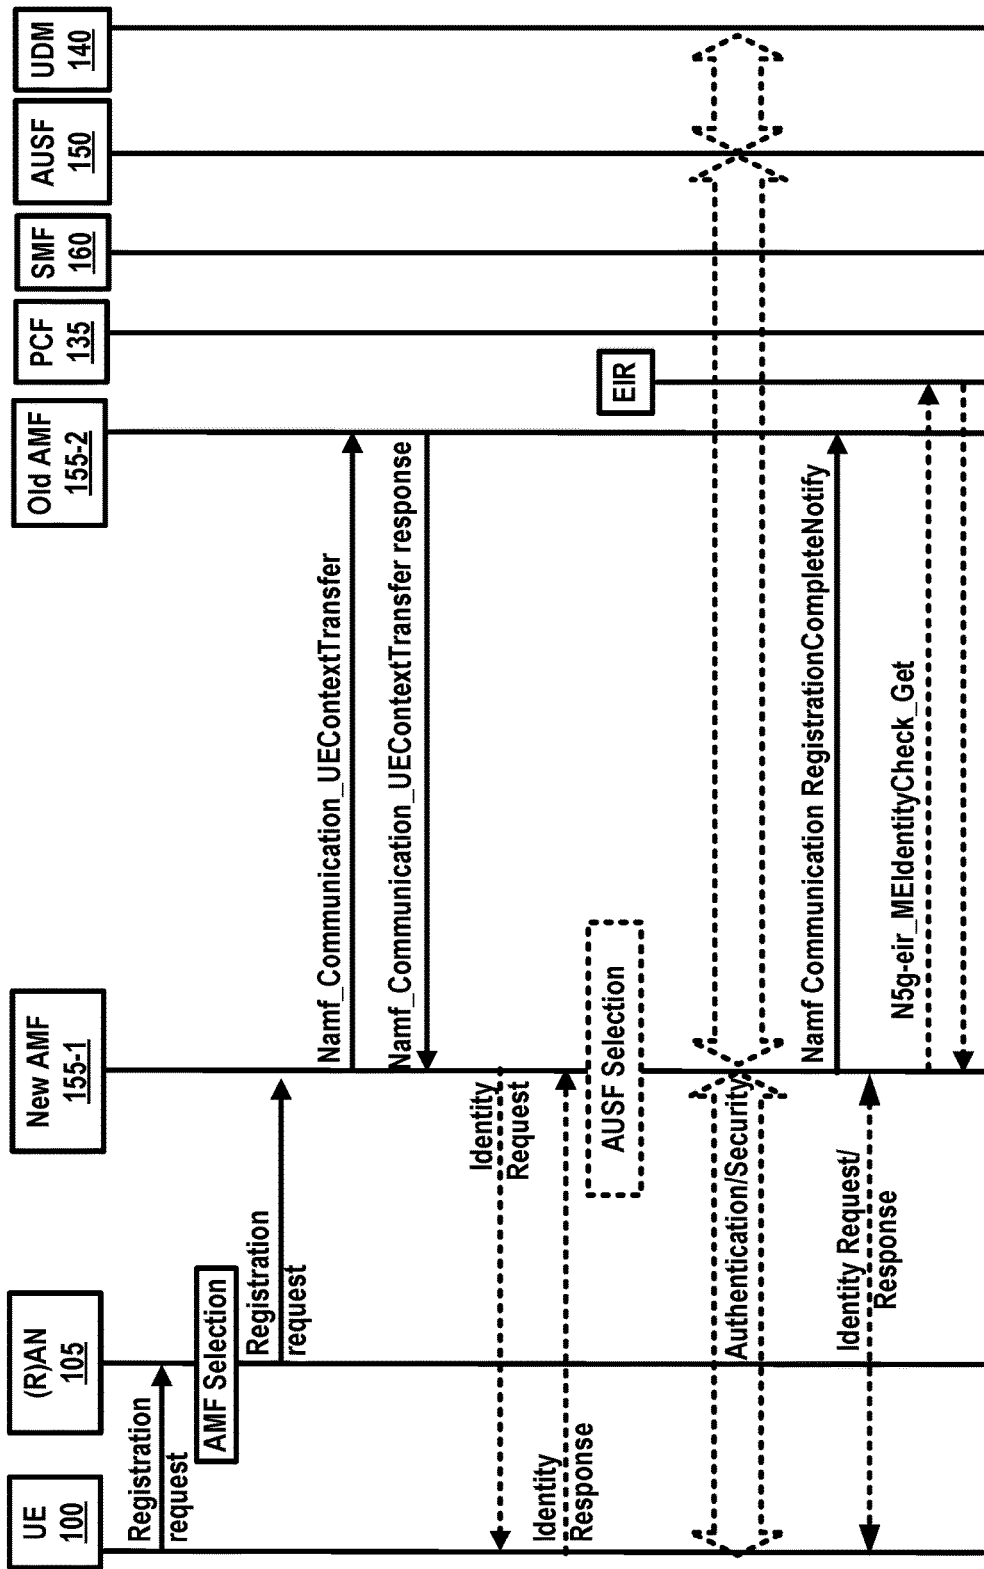 UE
100
(R)AN
105
New AMF
155-1
Old AMF
155-2
PCF
135
SMF
160
AUSF
150
UDM
140
Registration
request
AMF Selection
Registration
request
Namf_Communication_UEContextTransfer
Namf_Communication_UEContextTransfer response
Identity
Request
Identity
Response
AUSF Selection
EIR
Authentication/Security
Namf Communication RegistrationCompleteNotify
Identity Request/
Response
N5g-eir_MEIdentityCheck_Get